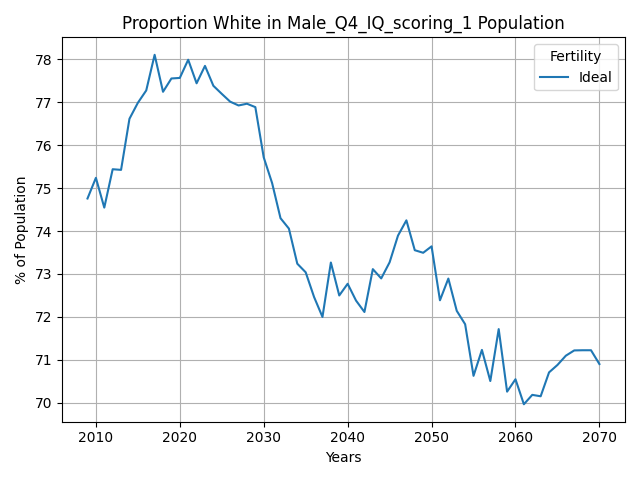 Proportion White in Male_Q4_IQ_scoring_1 Population
Fertility
Ideal
78
77
76
75
74
73
72
71
70
% of Population
2010 2020 2030 2040 2050 2060 2070
Years